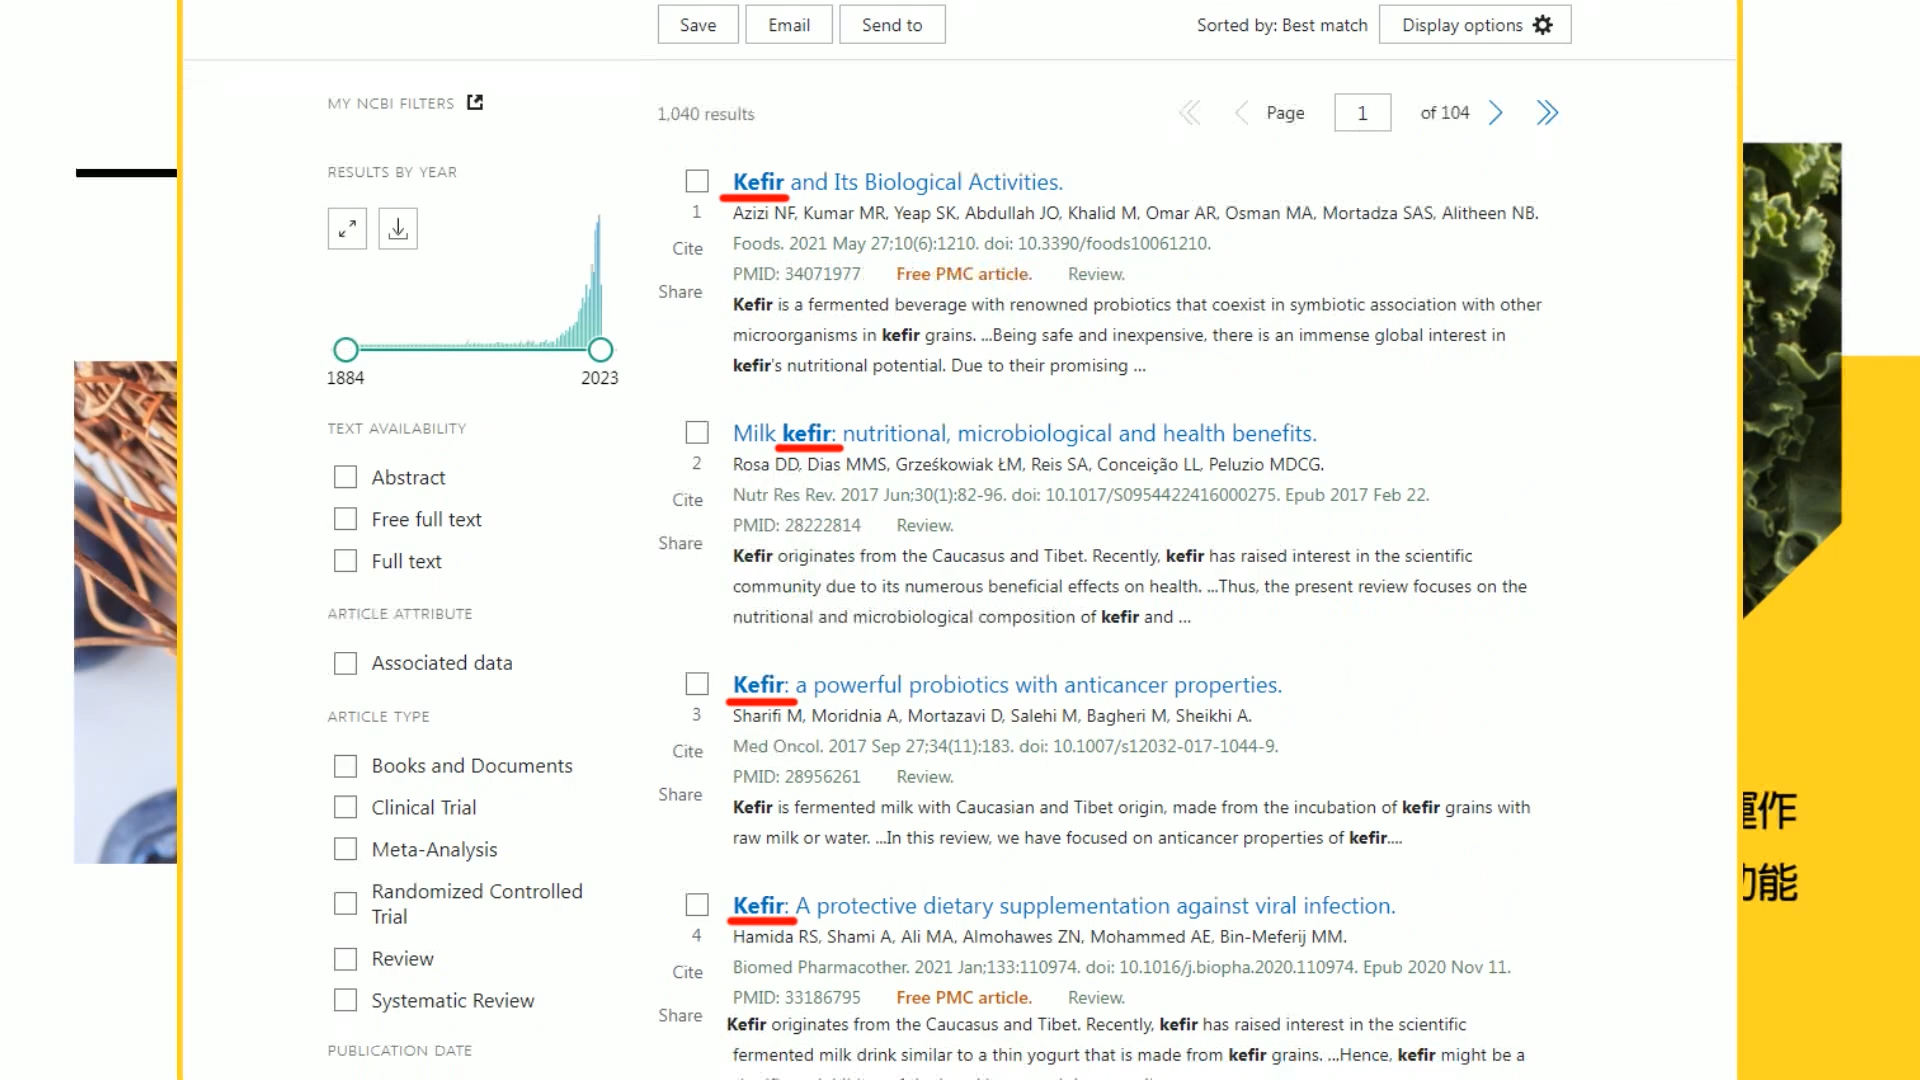 Save
Email
Send to
Sorted by: Best match
Display options
MY NCBI FILTERS
1,040 results
Page
1
of 104
RESULTS BY YEAR
1884
2023
TEXT AVAILABILITY
Abstract
Free full text
Full text
ARTICLE ATTRIBUTE
Associated data
ARTICLE TYPE
Books and Documents
Clinical Trial
Meta-Analysis
Randomized Controlled
Trial
Review
Systematic Review
PUBLICATION DATE
Kefir and Its Biological Activities.
1
Cite
Share
Azizi NF, Kumar MR, Yeap SK, Abdullah JO, Khalid M, Omar AR, Osman MA, Mortadza SAS, Alitheen NB.
Foods. 2021 May 27;10(6):1210. doi: 10.3390/foods10061210.
PMID: 34071977 Free PMC article. Review.
Kefir is a fermented beverage with renowned probiotics that coexist in symbiotic association with other
microorganisms in kefir grains. ...Being safe and inexpensive, there is an immense global interest in
kefir's nutritional potential. Due to their promising ...
Milk kefir: nutritional, microbiological and health benefits.
2
Cite
Share
Rosa DD, Dias MMS, Grześkowiak ŁM, Reis SA, Conceição LL, Peluzio MDCG.
Nutr Res Rev. 2017 Jun;30(1):82-96. doi: 10.1017/S0954422416000275. Epub 2017 Feb 22.
PMID: 28222814 Review.
Kefir originates from the Caucasus and Tibet. Recently, kefir has raised interest in the scientific
community due to its numerous beneficial effects on health. ...Thus, the present review focuses on the
nutritional and microbiological composition of kefir and ...
Kefir: a powerful probiotics with anticancer properties.
3
Cite
Share
Sharifi M, Moridnia A, Mortazavi D, Salehi M, Bagheri M, Sheikhi A.
Med Oncol. 2017 Sep 27;34(11):183. doi: 10.1007/s12032-017-1044-9.
PMID: 28956261 Review.
Kefir is fermented milk with Caucasian and Tibet origin, made from the incubation of kefir grains with
raw milk or water. ...In this review, we have focused on anticancer properties of kefir....
Kefir: A protective dietary supplementation against viral infection.
4
Cite
Share
Hamida RS, Shami A, Ali MA, Almohawes ZN, Mohammed AE, Bin-Meferij MM.
Biomed Pharmacother. 2021 Jan;133:110974. doi: 10.1016/j.biopha.2020.110974. Epub 2020 Nov 11.
PMID: 33186795 Free PMC article. Review.
Kefir originates from the Caucasus and Tibet. Recently, kefir has raised interest in the scientific
fermented milk drink similar to a thin yogurt that is made from kefir grains. ...Hence, kefir might be a
運作
功能